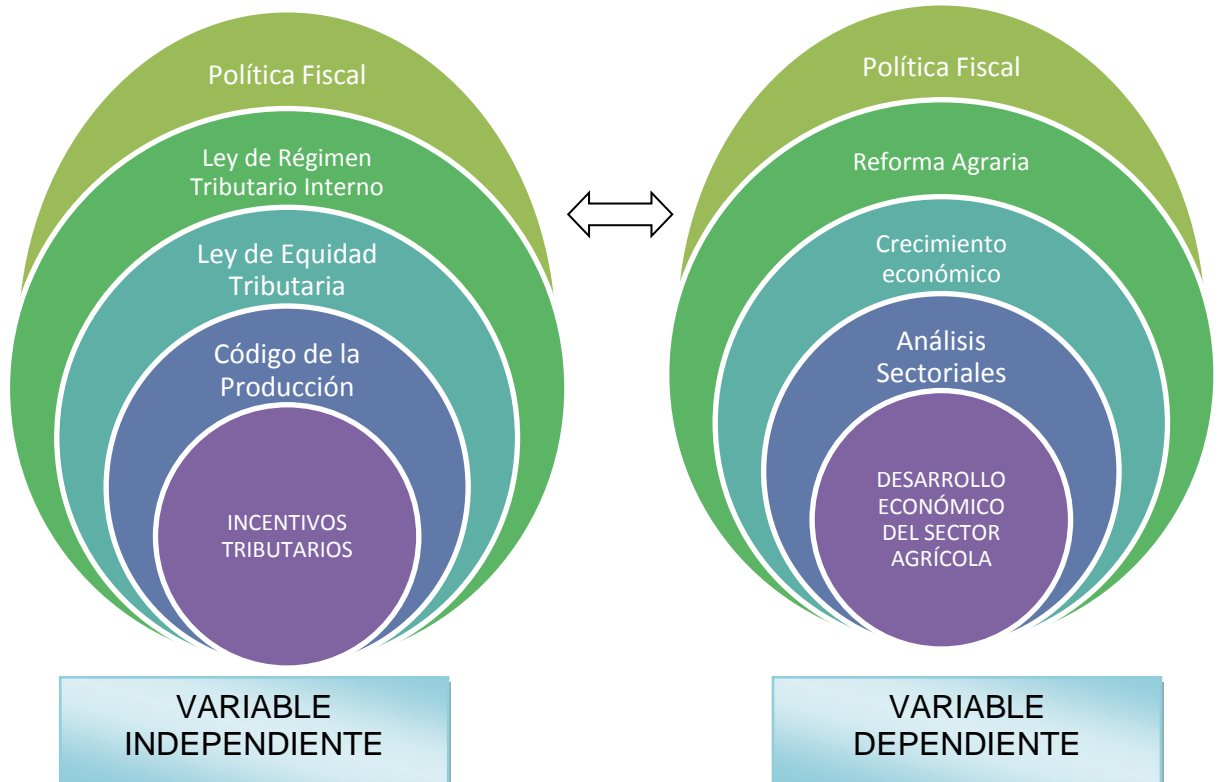 Política Fiscal
Ley de Régimen
Tributario Interno
Ley de Equidad
Tributaria
Código de la
Producción
INCENTIVOS
TRIBUTARIOS
VARIABLE
INDEPENDIENTE
Política Fiscal
Reforma Agraria
Crecimiento
económico
Análisis
Sectoriales
DESARROLLO
ECONÓMICO
DEL SECTOR
AGRÍCOLA
VARIABLE
DEPENDIENTE